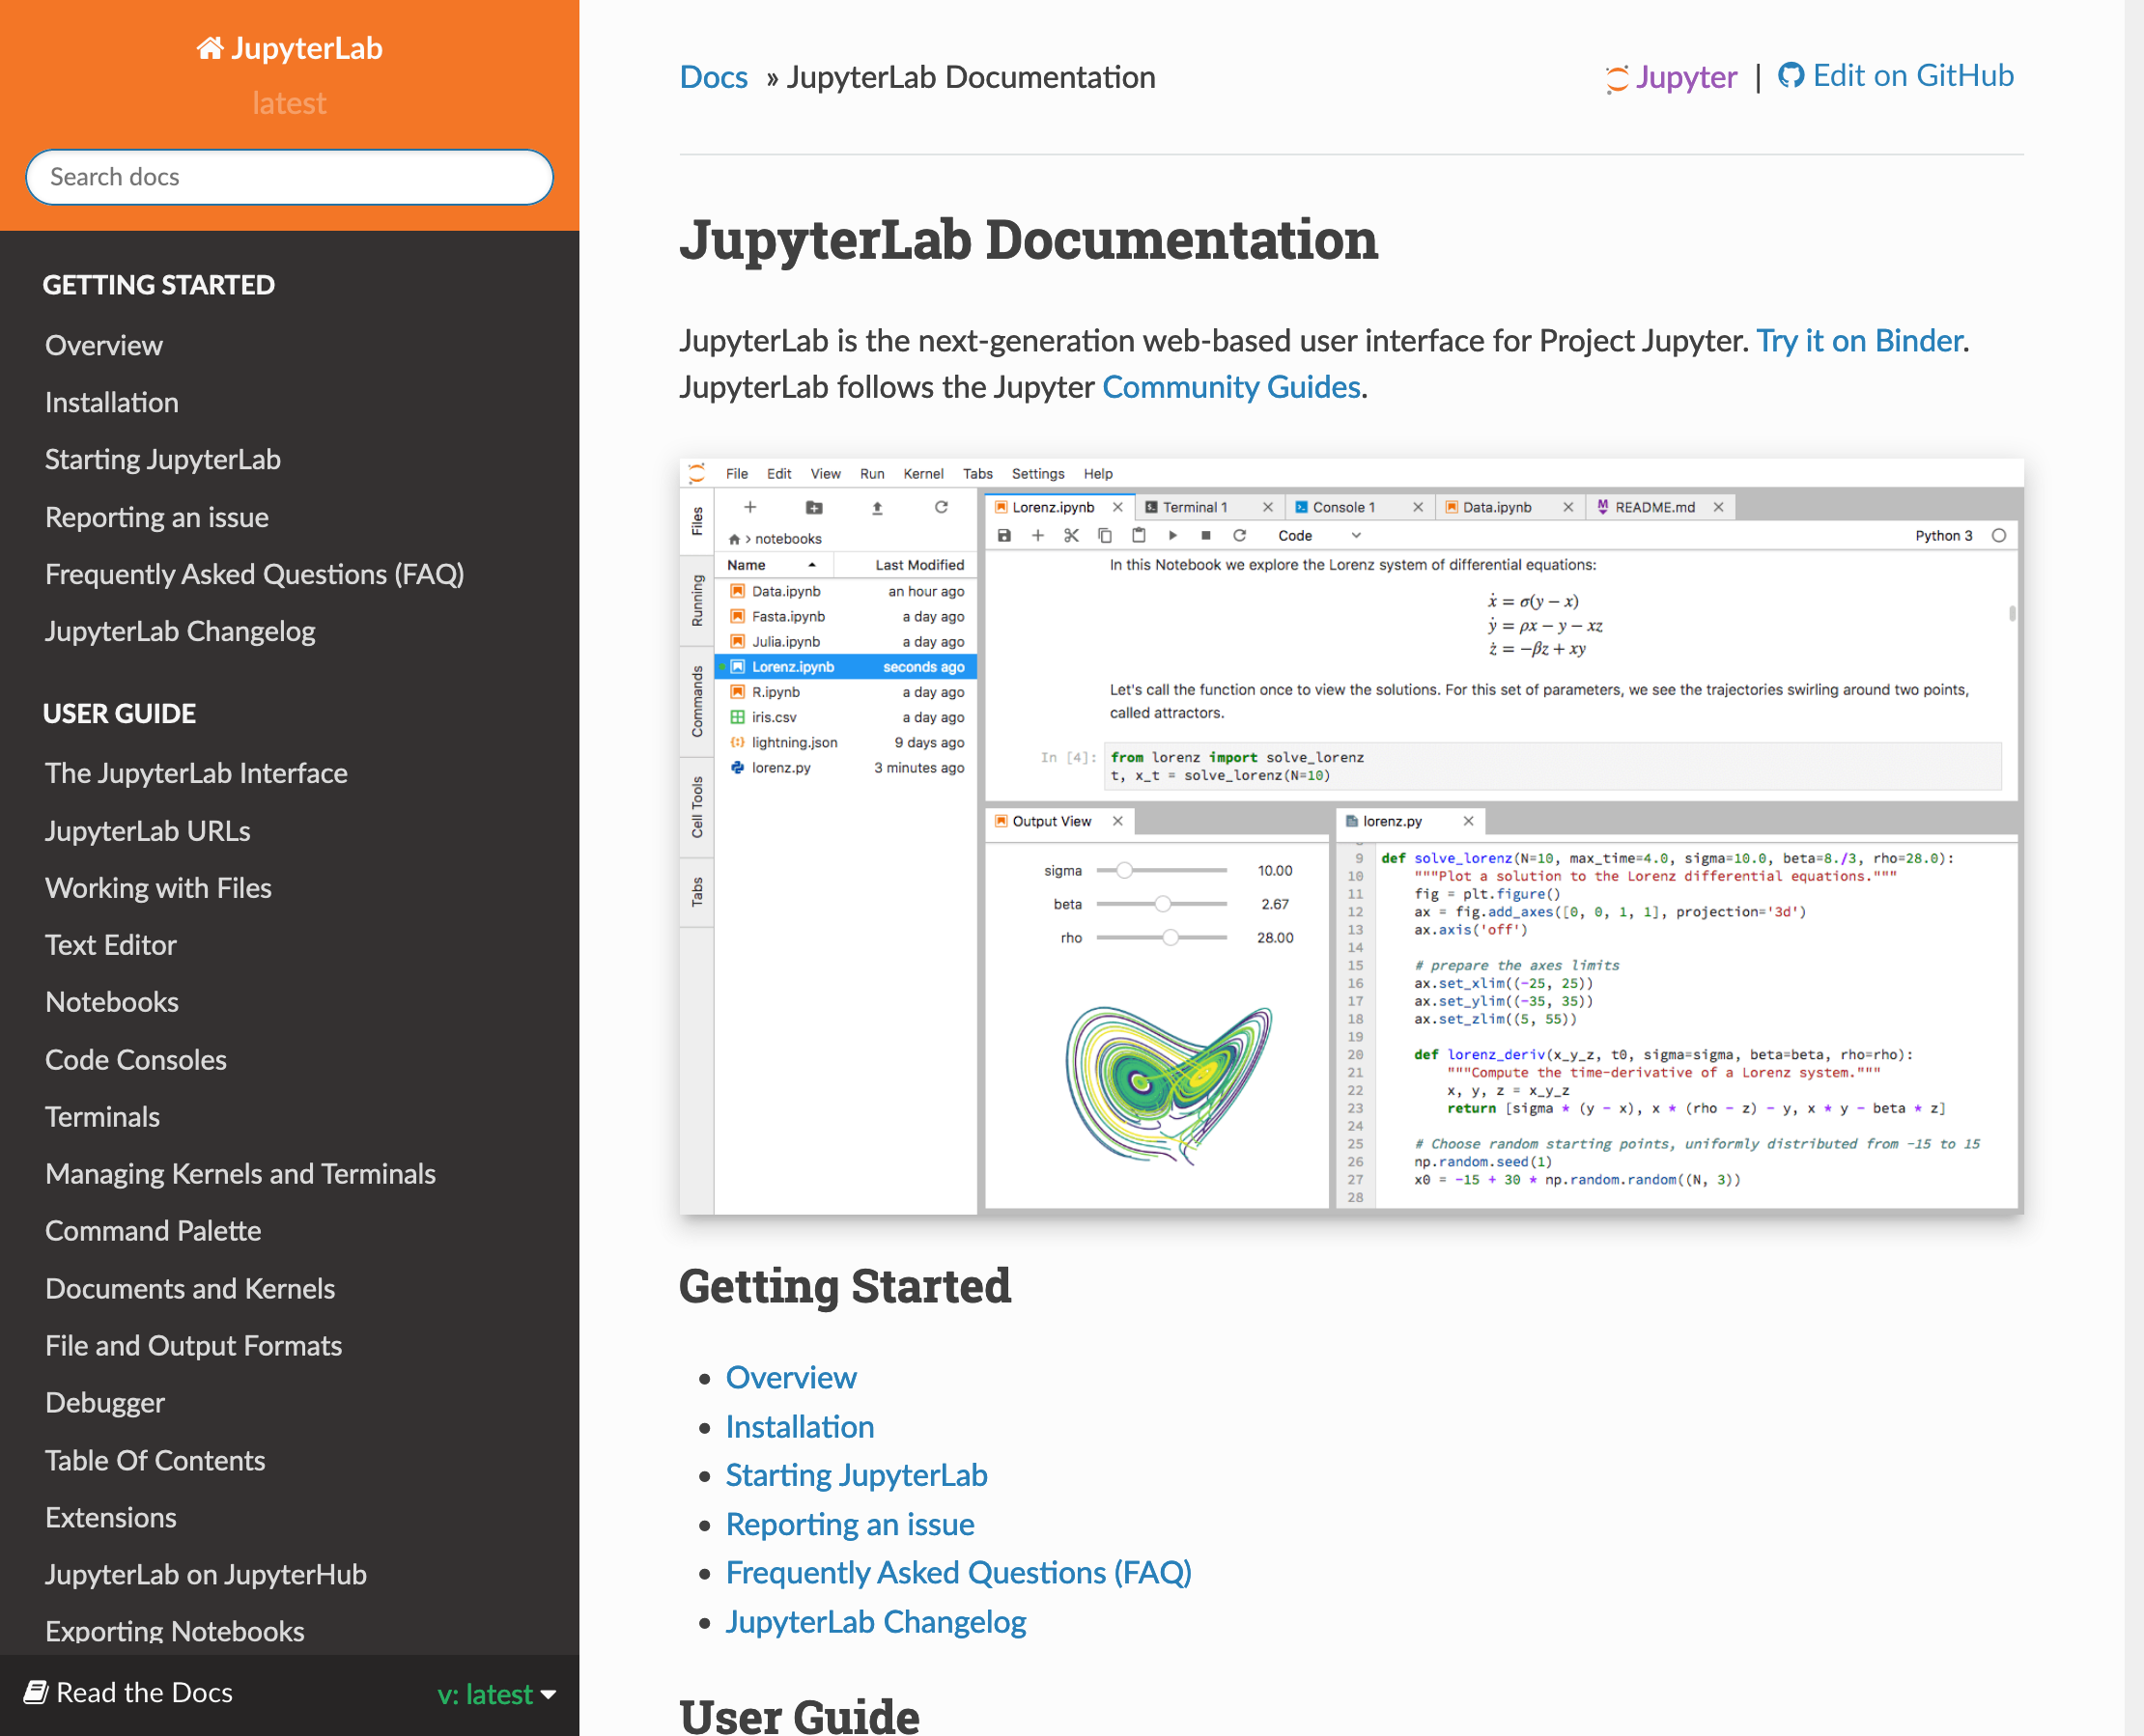 JupyterLab
latest
Search docs
GETTING STARTED
Overview
Installation
Starting JupyterLab
Reporting an issue
Frequently Asked Questions (FAQ)
JupyterLab Changelog
USER GUIDE
The JupyterLab Interface
JupyterLab URLs
Working with Files
Text Editor
Notebooks
Code Consoles
Terminals
Managing Kernels and Terminals
Command Palette
Documents and Kernels
File and Output Formats
Debugger
Table Of Contents
Extensions
JupyterLab on JupyterHub
Exporting Notebooks
Read the Docs v: latest
Docs » JupyterLab Documentation
Jupyter | Edit on GitHub
JupyterLab Documentation
JupyterLab is the next-generation web-based user interface for Project Jupyter. Try it on Binder.
JupyterLab follows the Jupyter Community Guides.
File Edit View Run Kernel Tabs Settings Help
Files
Running
Commands
Cell Tools
Tabs
notebooks
Name Last Modified
Data.ipynb an hour ago
Fasta.ipynb a day ago
Julia.ipynb a day ago
Lorenz.ipynb seconds ago
R.ipynb a day ago
iris.csv a day ago
lightning.json 9 days ago
lorenz.py 3 minutes ago
Lorenz.ipynb Terminal 1 Console 1 Data.ipynb README.md
Code Python 3
In this Notebook we explore the Lorenz system of differential equations:
ẋ = σ(y − x)
ẏ = ρx − y − xz
ż = −βz + xy
Let's call the function once to view the solutions. For this set of parameters, we see the trajectories swirling around two points,
called attractors.
In [4]: from lorenz import solve_lorenz
t, x_t = solve_lorenz(N=10)
Output View
sigma 10.00
beta 2.67
rho 28.00
lorenz.py
9 def solve_lorenz(N=10, max_time=4.0, sigma=10.0, beta=8./3, rho=28.0):
10 """Plot a solution to the Lorenz differential equations."""
11 fig = plt.figure()
12 ax = fig.add_axes([0, 0, 1, 1], projection='3d')
13 ax.axis('off')
14
15 # prepare the axes limits
16 ax.set_xlim((-25, 25))
17 ax.set_ylim((-35, 35))
18 ax.set_zlim((5, 55))
19
20 def lorenz_deriv(x_y_z, t0, sigma=sigma, beta=beta, rho=rho):
21 """Compute the time-derivative of a Lorenz system."""
22 x, y, z = x_y_z
23 return [sigma * (y - x), x * (rho - z) - y, x * y - beta * z]
24
25 # Choose random starting points, uniformly distributed from -15 to 15
26 np.random.seed(1)
27 x0 = -15 + 30 * np.random.random((N, 3))
28
Getting Started
• Overview
• Installation
• Starting JupyterLab
• Reporting an issue
• Frequently Asked Questions (FAQ)
• JupyterLab Changelog
User Guide